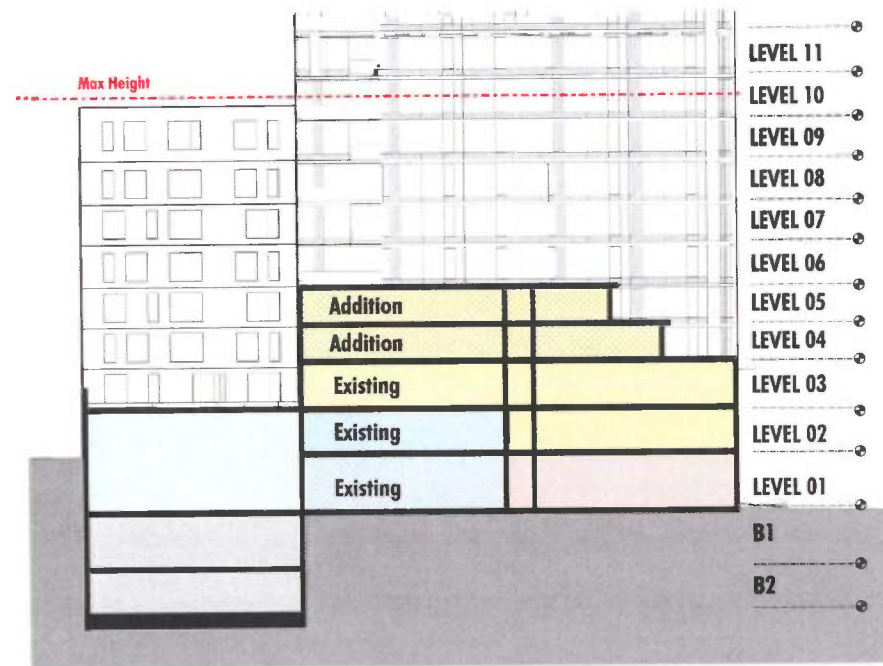 LEVEL 11
Max Height
LEVEL 10
LEVEL 09
LEVEL 08
LEVEL 07
LEVEL 06
Addition
LEVEL 05
Addition
LEVEL 04
Existing
LEVEL 03
Existing
LEVEL 02
Existing
LEVEL 01
B1
B2